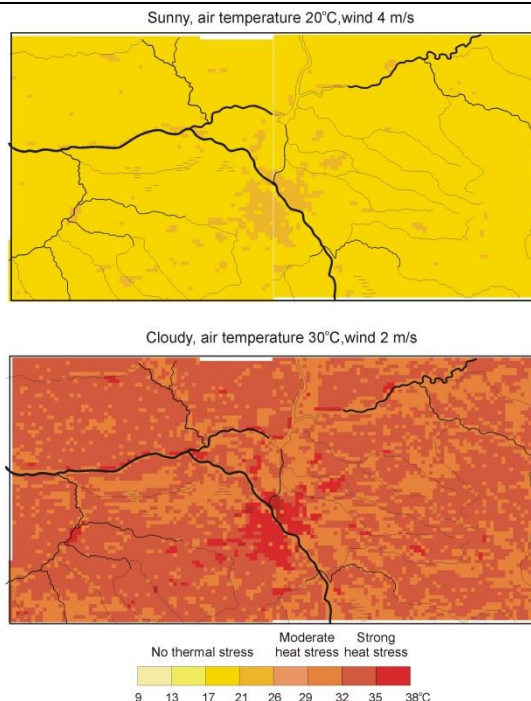 Sunny, air temperature 20°C,wind 4 m/s
Cloudy, air temperature 30°C,wind 2 m/s
No thermal stress
Moderate heat stress
Strong heat stress
9 13 17 21 26 29 32 35 38°C